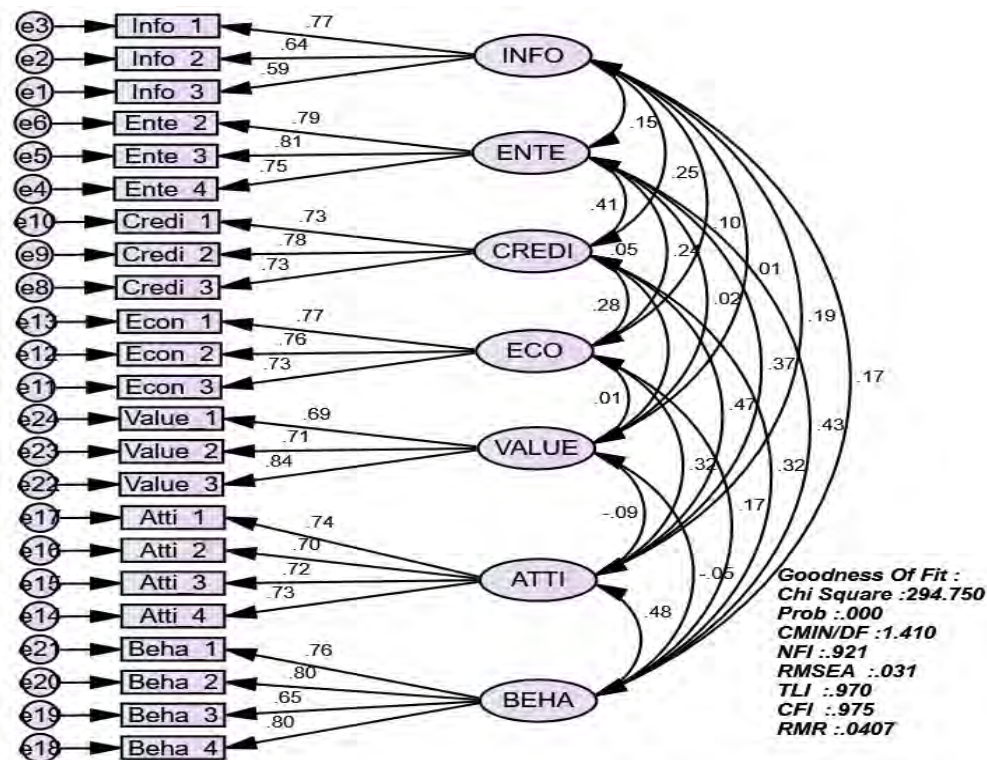 e3 Info 1 .77
e2 Info 2 .64 INFO
e1 Info 3 .59
e6 Ente 2 .79 .15
e5 Ente 3 .81 ENTE
e4 Ente 4 .75 .25
e10 Credi 1 .73 .41 .10
e9 Credi 2 .78 CREDI .05 .24 01
e8 Credi 3 .73
e13 Econ 1 .77 .28 .02 .19
e12 Econ 2 .76 ECO .37
e11 Econ 3 .73 .17
e24 Value 1 .69 .01 .47 .43
e23 Value 2 .71 VALUE
e22 Value 3 .84 .32 .32
e17 Atti 1 .74 -.09 .17
e16 Atti 2 .70
e15 Atti 3 .72 ATTI -.05
e14 Atti 4 .73 .48
e21 Beha 1 .76
e20 Beha 2 .80
e19 Beha 3 .65 BEHA
e18 Beha 4 .80
Goodness Of Fit :
Chi Square :294.750
Prob :.000
CMIN/DF :1.410
NFI :.921
RMSEA :.031
TLI :.970
CFI :.975
RMR :.0407